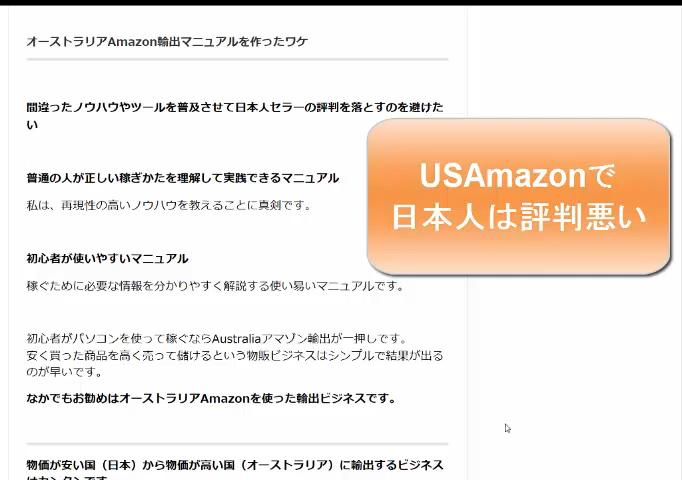 オーストラリアAmazon輸出マニュアルを作ったワケ
間違ったノウハウやツールを普及させて日本人セラーの評判を落とすのを避けた
い
USAmazonで
日本人は評判悪い
普通の人が正しい稼ぎかたを理解して実践できるマニュアル
私は、再現性の高いノウハウを教えることに真剣です。
初心者が使いやすいマニュアル
稼ぐために必要な情報を分かりやすく解説する使い易いマニュアルです。
初心者がパソコンを使って稼ぐならAustraliaアマゾン輸出が一押しです。
安く買った商品を高く売って儲けるという物販ビジネスはシンプルで結果が出る
のが早いです。
なかでもお勧めはオーストラリアAmazonを使った輸出ビジネスです。
物価が安い国（日本）から物価が高い国（オーストラリア）に輸出するビジネス
はカンタンです